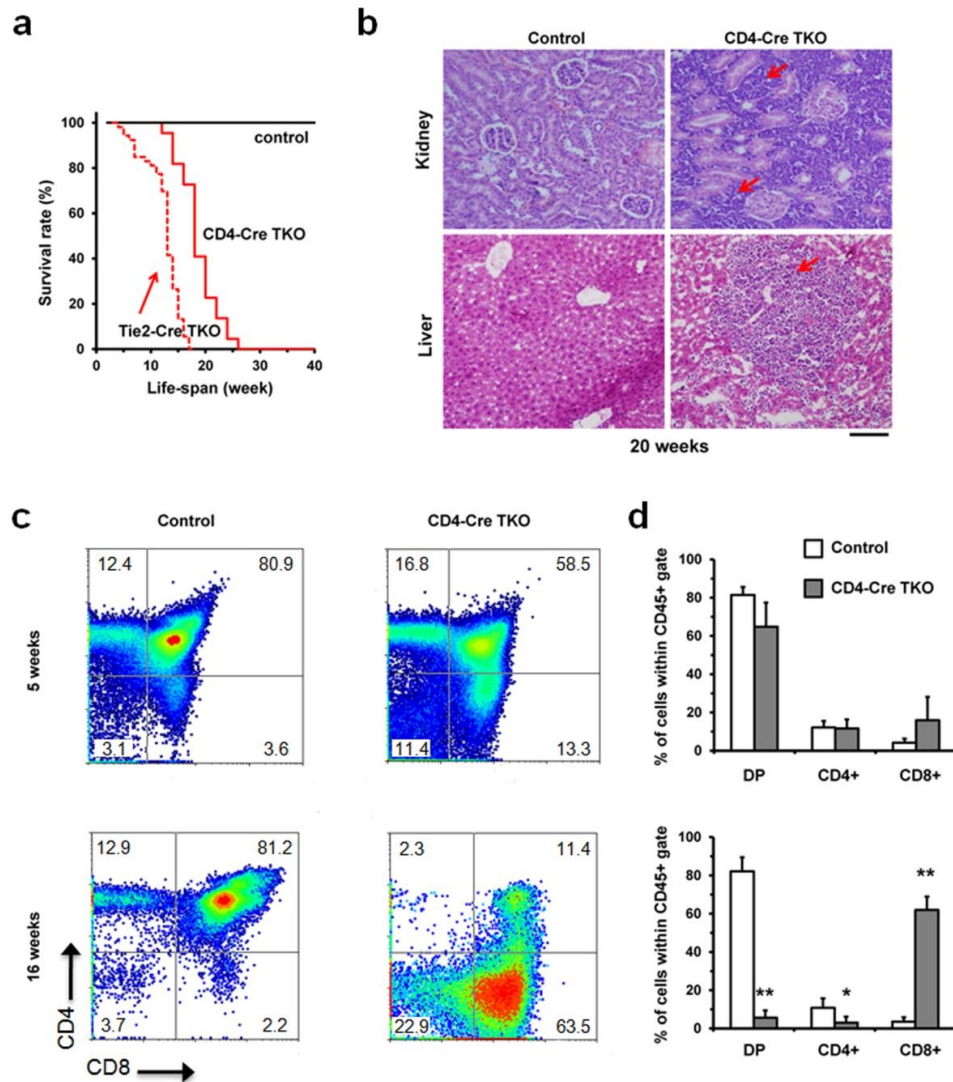 a
100
80
60
40
20
0
Survival rate (%)
control
CD4-Cre TKO
Tie2-Cre TKO
0 10 20 30 40
Life-span (week)
b
Control CD4-Cre TKO
Kidney
Liver
20 weeks
c
Control CD4-Cre TKO
5 weeks
12.4 80.9
3.1 3.6
16.8 58.5
11.4 13.3
16 weeks
12.9 81.2
3.7 2.2
2.3 11.4
22.9 63.5
CD4
CD8
d
Control
CD4-Cre TKO
% of cells within CD45+ gate
100
80
60
40
20
0
DP CD4+ CD8+
% of cells within CD45+ gate
100
80
60
40
20
0
** * **
DP CD4+ CD8+